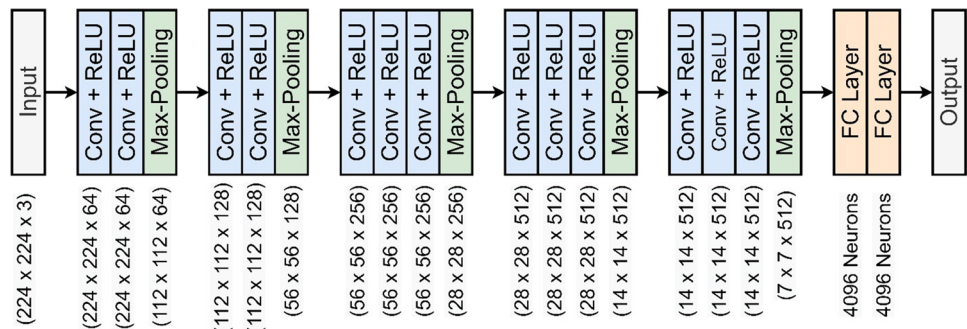 Input
Conv + ReLU
Conv + ReLU
Max-Pooling
Conv + ReLU
Conv + ReLU
Max-Pooling
Conv + ReLU
Conv + ReLU
Conv + ReLU
Max-Pooling
Conv + ReLU
Conv + ReLU
Conv + ReLU
Max-Pooling
Conv + ReLU
Conv + ReLU
Conv + ReLU
Max-Pooling
FC Layer
FC Layer
Output
(224 x 224 x 3)
(224 x 224 x 64)
(224 x 224 x 64)
(112 x 112 x 64)
(112 x 112 x 128)
(112 x 112 x 128)
(56 x 56 x 128)
(56 x 56 x 256)
(56 x 56 x 256)
(56 x 56 x 256)
(28 x 28 x 256)
(28 x 28 x 512)
(28 x 28 x 512)
(28 x 28 x 512)
(14 x 14 x 512)
(14 x 14 x 512)
(14 x 14 x 512)
(14 x 14 x 512)
(7 x 7 x 512)
4096 Neurons
4096 Neurons